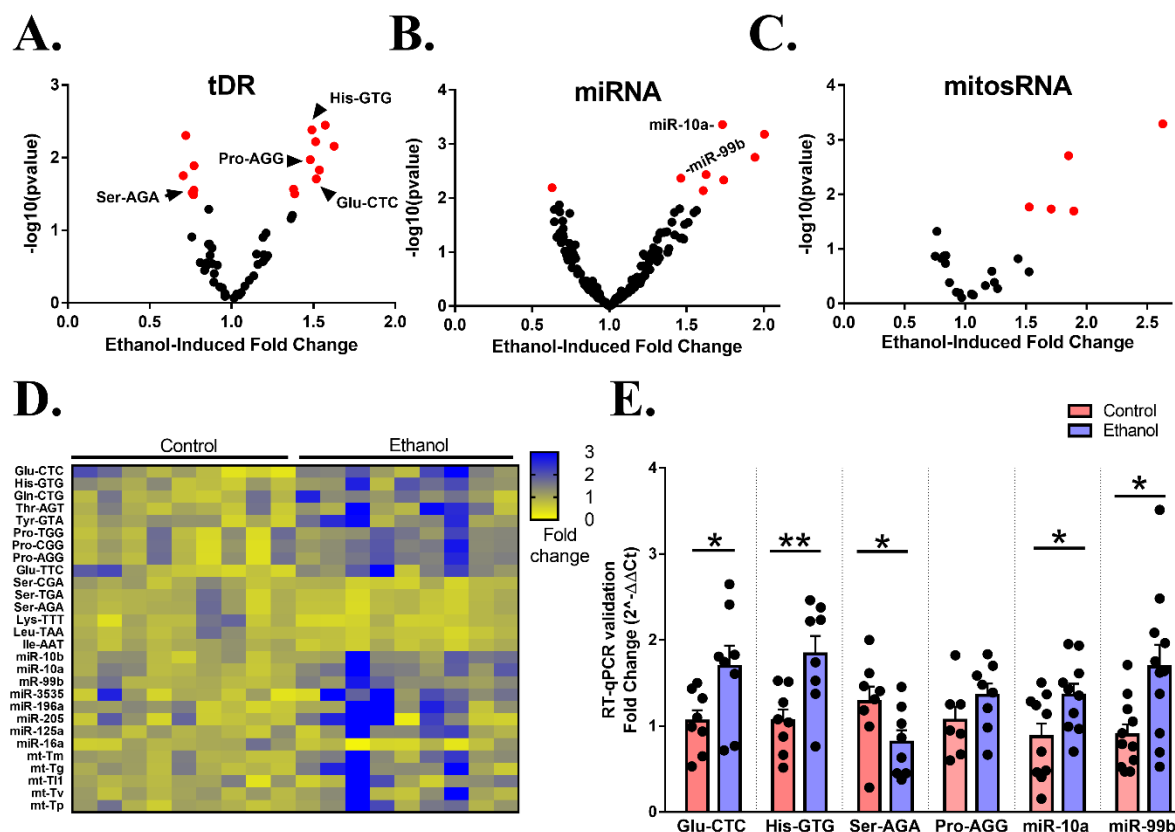 A.
tDR
-log10(pvalue)
3
2
1
0
0.0
0.5
1.0
1.5
2.0
Ethanol-Induced Fold Change
His-GTG
Pro-AGG
Ser-AGA
Glu-CTC
B.
miRNA
-log10(pvalue)
4
3
2
1
0
0.0
0.5
1.0
1.5
2.0
Ethanol-Induced Fold Change
miR-10a-
-miR-99b
C.
mitosRNA
-log10(pvalue)
4
3
2
1
0
0.0
0.5
1.0
1.5
2.0
2.5
Ethanol-Induced Fold Change
D.
Control
Ethanol
Glu-CTC
His-GTG
Gln-CTG
Thr-AGT
Tyr-GTA
Pro-TGG
Pro-CGG
Pro-AGG
Glu-TTC
Ser-CGA
Ser-TGA
Ser-AGA
Lys-TTT
Leu-TAA
Ile-AAT
miR-10b
miR-10a
mR-99b
miR-3535
miR-196a
miR-205
miR-125a
miR-16a
mt-Tm
mt-Tg
mt-Tl1
mt-Tv
mt-Tp
3
2
1
0
Fold
change
E.
Control
Ethanol
RT-qPCR validation
Fold Change (2^-ΔΔCt)
4
3
2
1
0
*
**
*
*
*
Glu-CTC
His-GTG
Ser-AGA
Pro-AGG
miR-10a
miR-99b